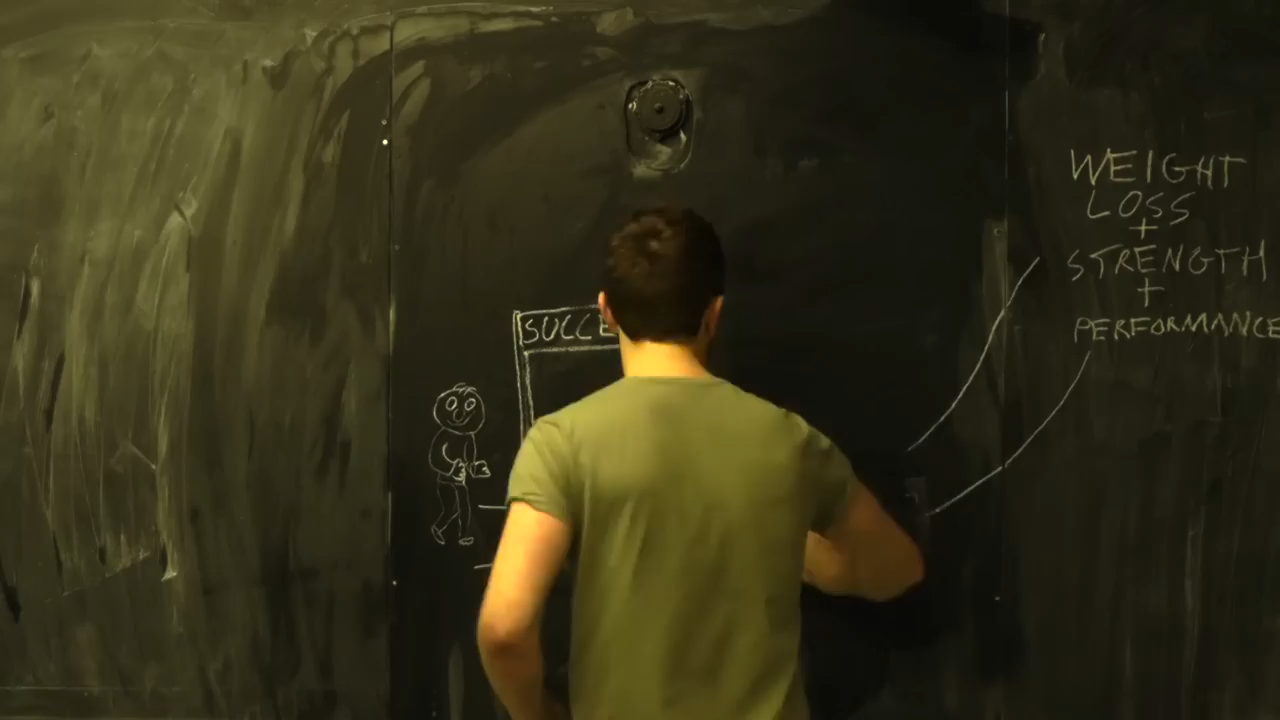 SUCCE
WEIGHT
LOSS
+
STRENGTH
+
PERFORMANCE